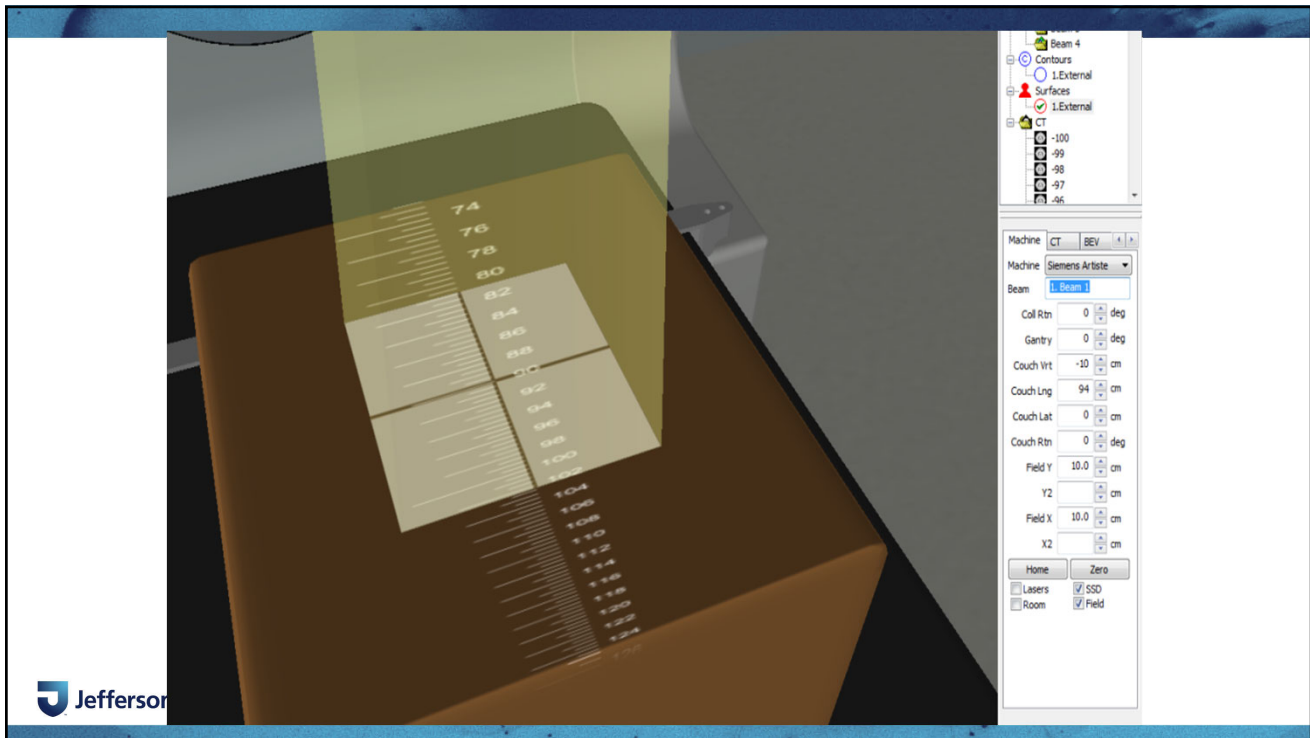 74
76
78
80
82
84
86
88
90
92
94
96
98
100
102
104
106
108
110
112
114
116
118
120
122
124
126
Beam 4
Contours
1.External
Surfaces
1.External
CT
-100
-99
-98
-97
-96
Machine CT BEV
Machine Siemens Artiste
Beam 1. Beam 1
Coll Rtn 0 deg
Gantry 0 deg
Couch Vrt -10 cm
Couch Lng 94 cm
Couch Lat 0 cm
Couch Rtn 0 deg
Field Y 10.0 cm
Y2 cm
Field X 10.0 cm
X2 cm
Home Zero
Lasers SSD
Room Field
Jefferson